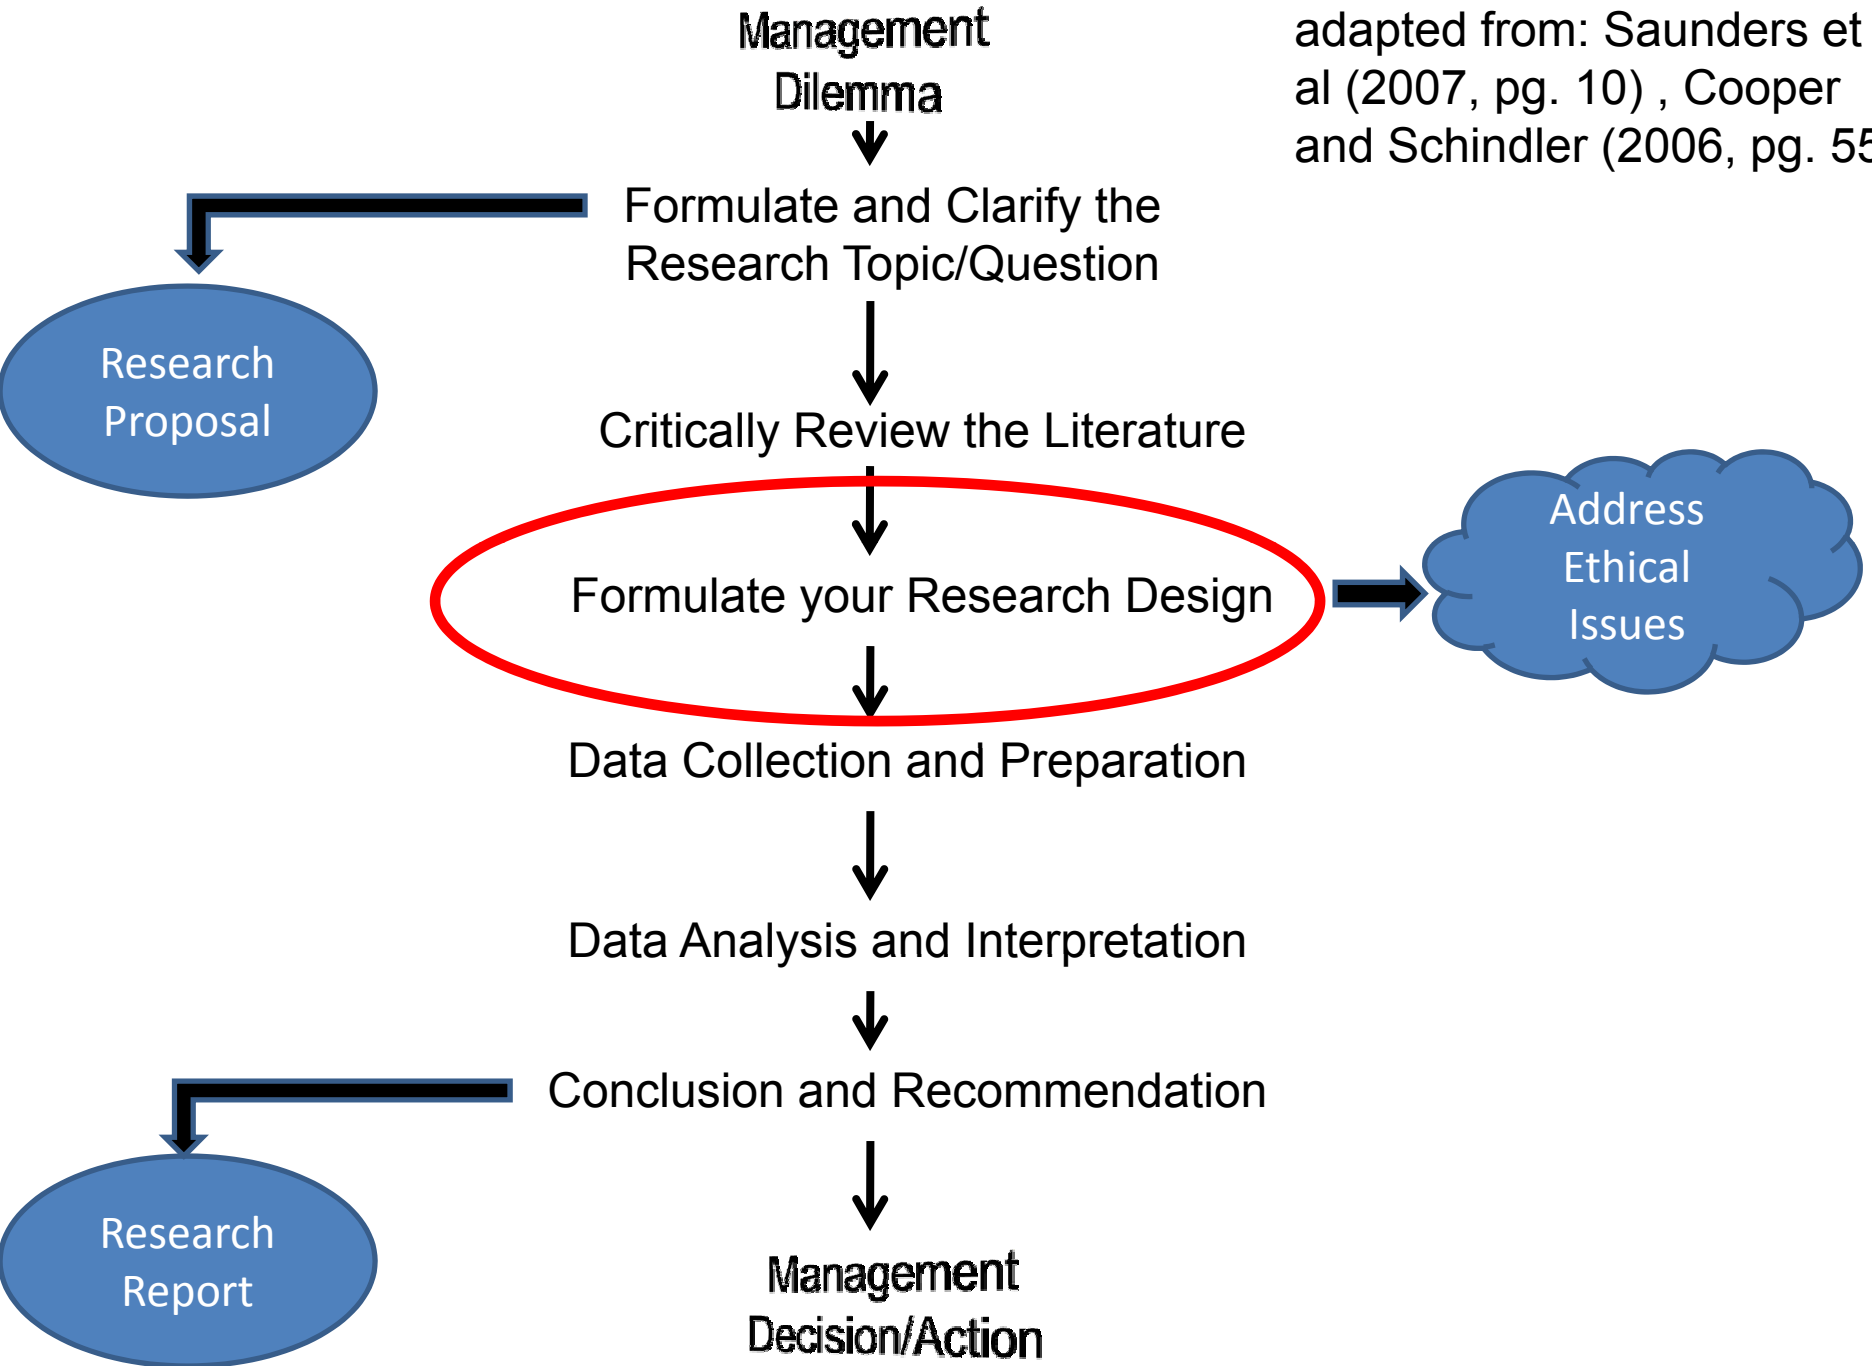 Management
Dilemma
adapted from: Saunders et
al (2007, pg. 10) , Cooper
and Schindler (2006, pg. 55
Formulate and Clarify the
Research Topic/Question
Research
Proposal
Critically Review the Literature
Formulate your Research Design
Address
Ethical
Issues
Data Collection and Preparation
Data Analysis and Interpretation
Conclusion and Recommendation
Research
Report
Management
Decision/Action